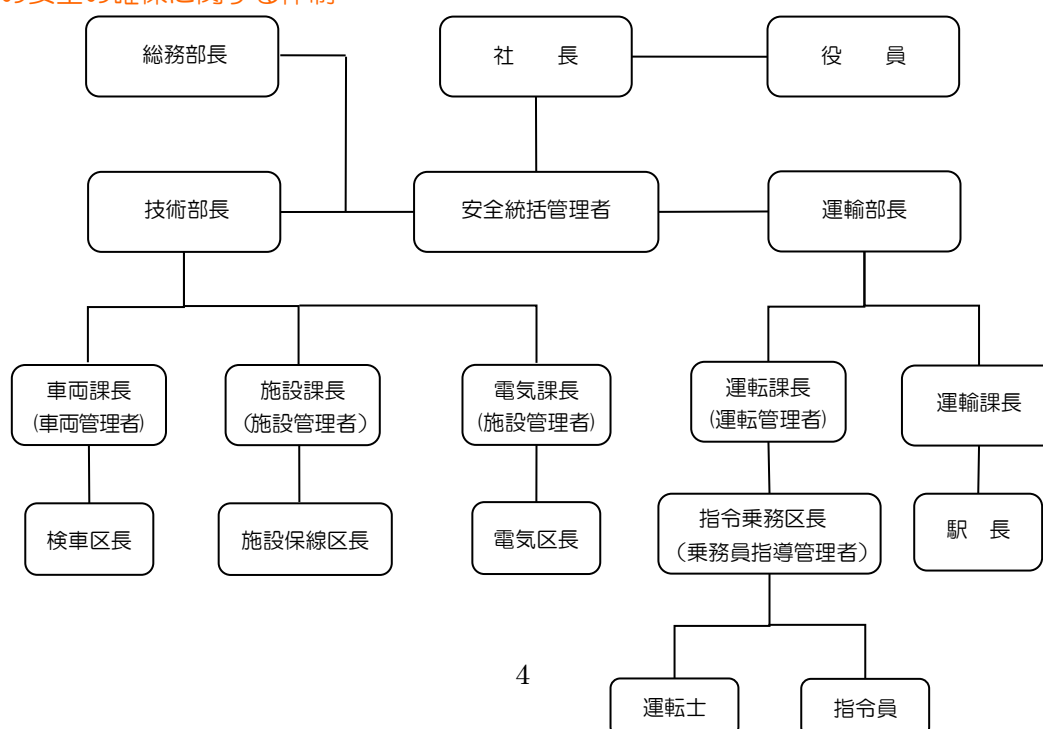 の安全の確保に関する体制
総務部長
社　長
役　員
技術部長
安全統括管理者
運輸部長
車両課長
(車両管理者)
施設課長
（施設管理者）
電気課長
(施設管理者)
運転課長
(運転管理者)
運輸課長
検車区長
施設保線区長
電気区長
指令乗務区長
（乗務員指導管理者）
駅　長
4
運転士
指令員